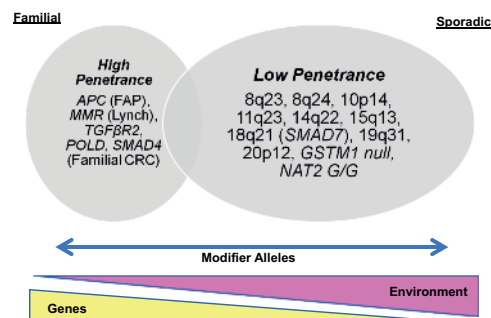 Familial
Sporadic
High
Penetrance
APC (FAP),
MMR (Lynch),
TGFβR2,
POLD, SMAD4
(Familial CRC)
Low Penetrance
8q23, 8q24, 10p14,
11q23, 14q22, 15q13,
18q21 (SMAD7), 19q31,
20p12, GSTM1 null,
NAT2 G/G
Modifier Alleles
Environment
Genes